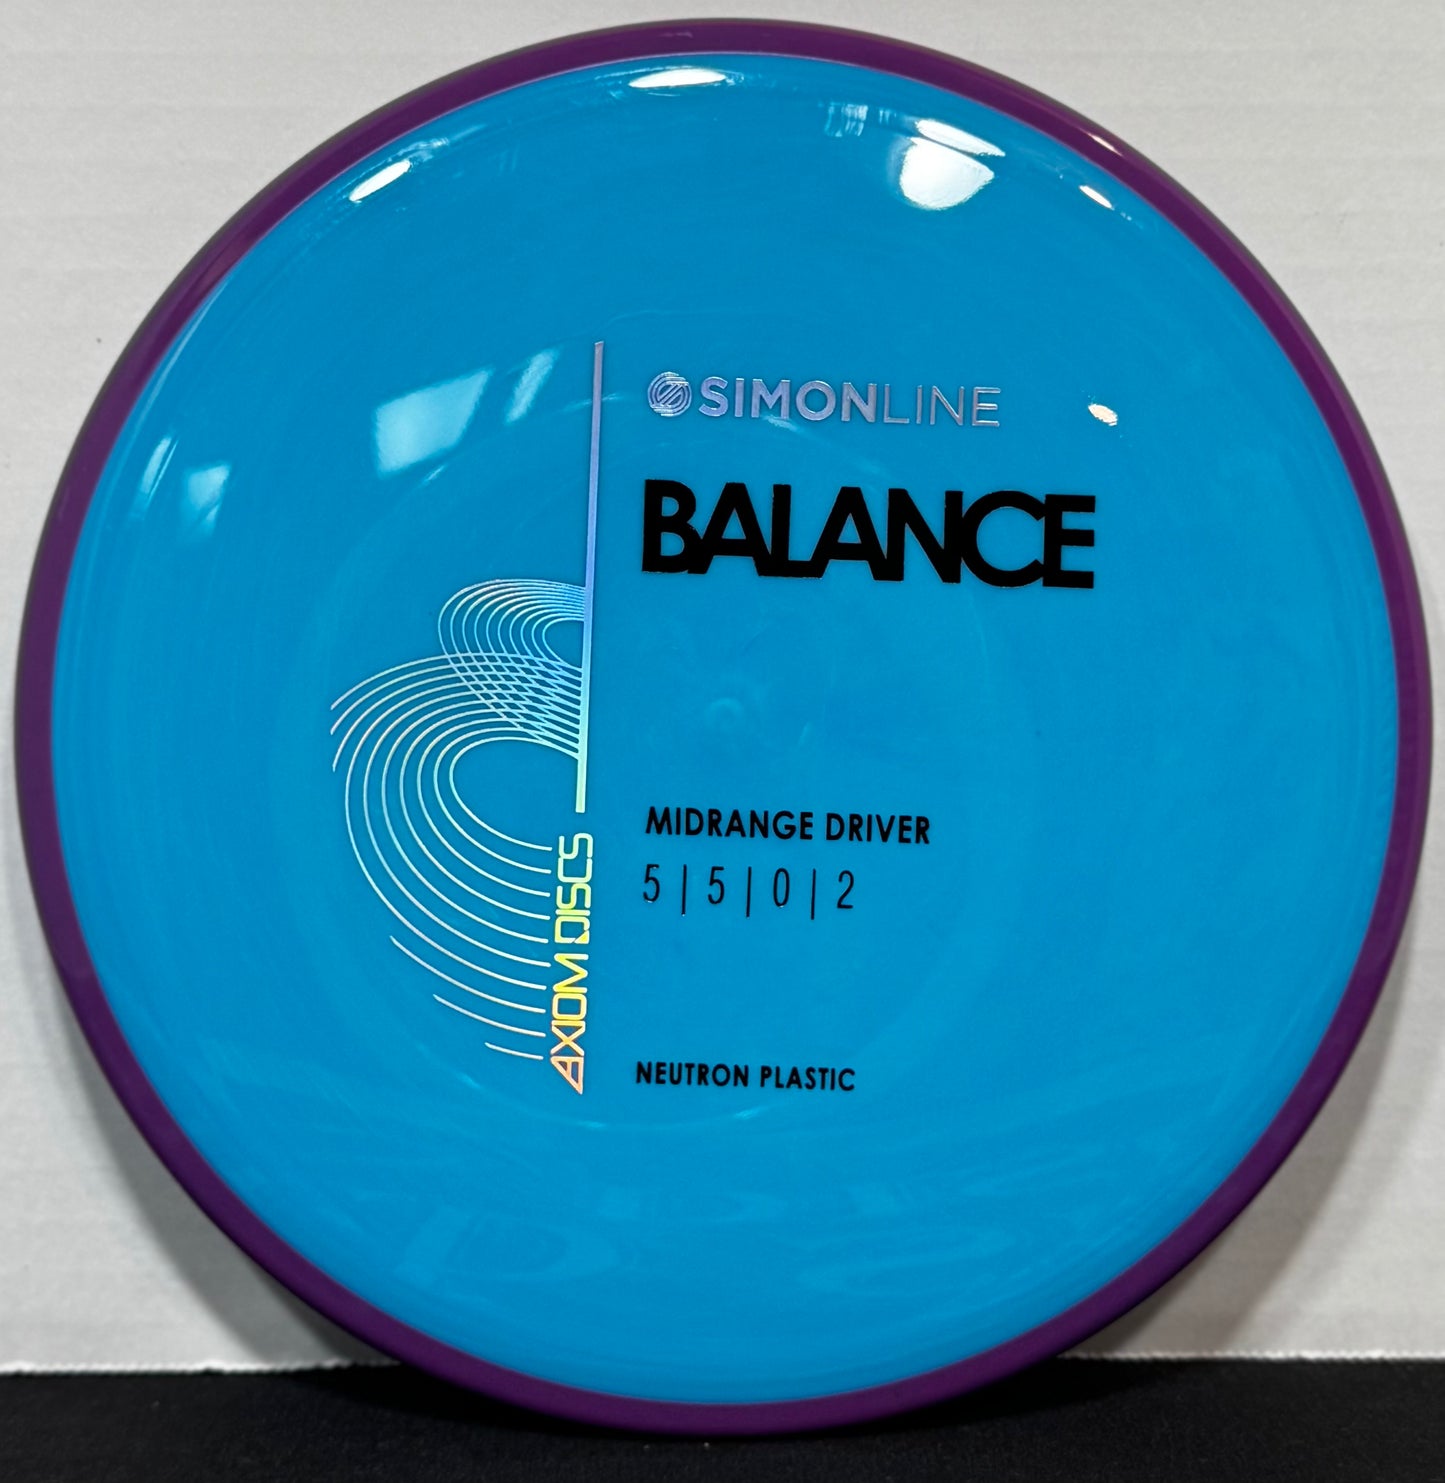 SIMONLINE
BALANCE
MIDRANGE DRIVER
5 | 5 | 0 | 2
AXIOM DISCS
NEUTRON PLASTIC